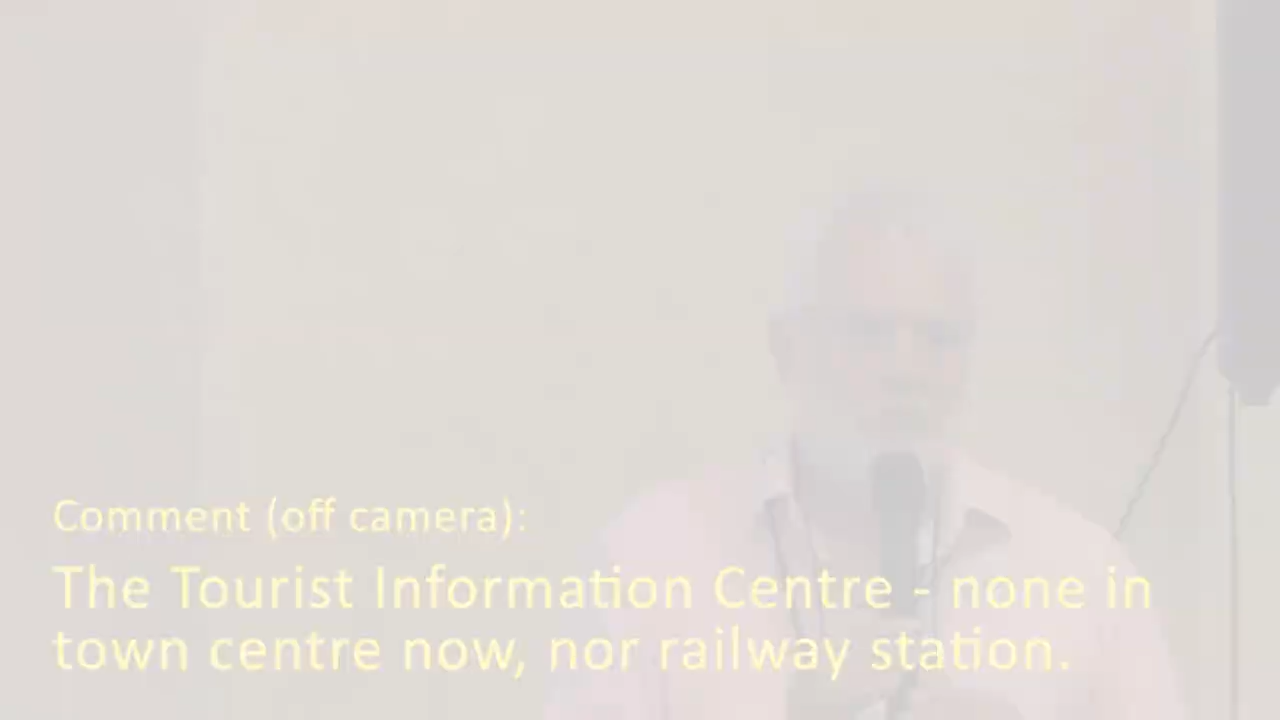 Comment (off camera):
The Tourist Information Centre - none in
town centre now, nor railway station.